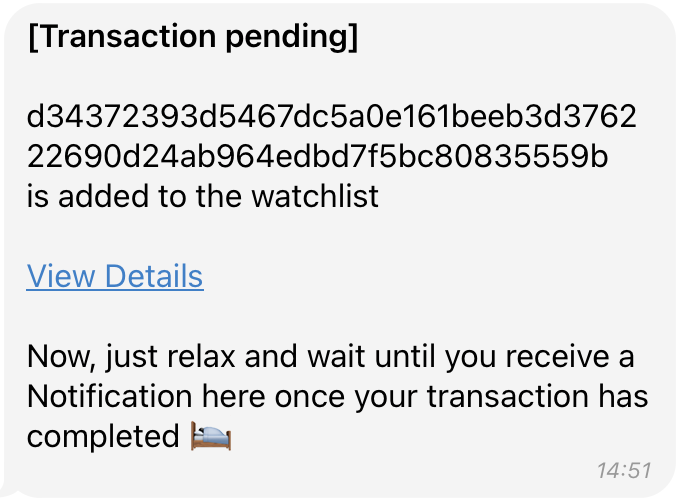 [Transaction pending]
d34372393d5467dc5a0e161beeb3d3762
22690d24ab964edbd7f5bc80835559b
is added to the watchlist
View Details
Now, just relax and wait until you receive a
Notification here once your transaction has
completed 🛌
14:51